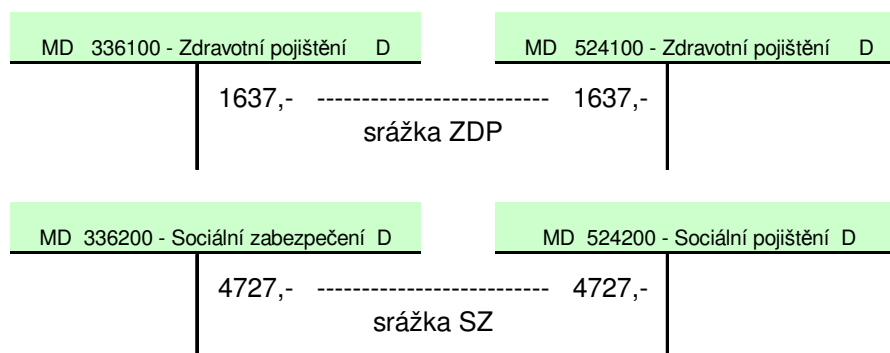 MD 336100 - Zdravotní pojištění D MD 524100 - Zdravotní pojištění D
1637,- -------------------------- 1637,-
srážka ZDP
MD 336200 - Sociální zabezpečení D MD 524200 - Sociální pojištění D
4727,- -------------------------- 4727,-
srážka SZ